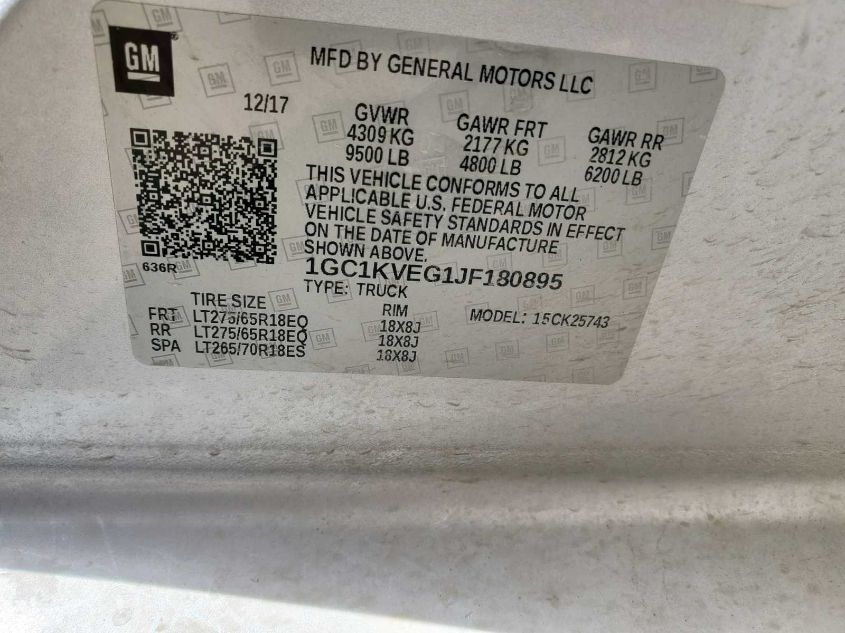 GM
MFD BY GENERAL MOTORS LLC
12/17
GVWR
4309 KG
9500 LB
GAWR FRT
2177 KG
4800 LB
GAWR RR
2812 KG
6200 LB
THIS VEHICLE CONFORMS TO ALL
APPLICABLE U.S. FEDERAL MOTOR
VEHICLE SAFETY STANDARDS IN EFFECT
ON THE DATE OF MANUFACTURE
SHOWN ABOVE.
636R
1GC1KVEG1JF180895
TYPE: TRUCK
MODEL: 15CK25743
TIRE SIZE RIM
FRT LT275/65R18EQ 18X8J
RR LT275/65R18EQ 18X8J
SPA LT265/70R18ES 18X8J